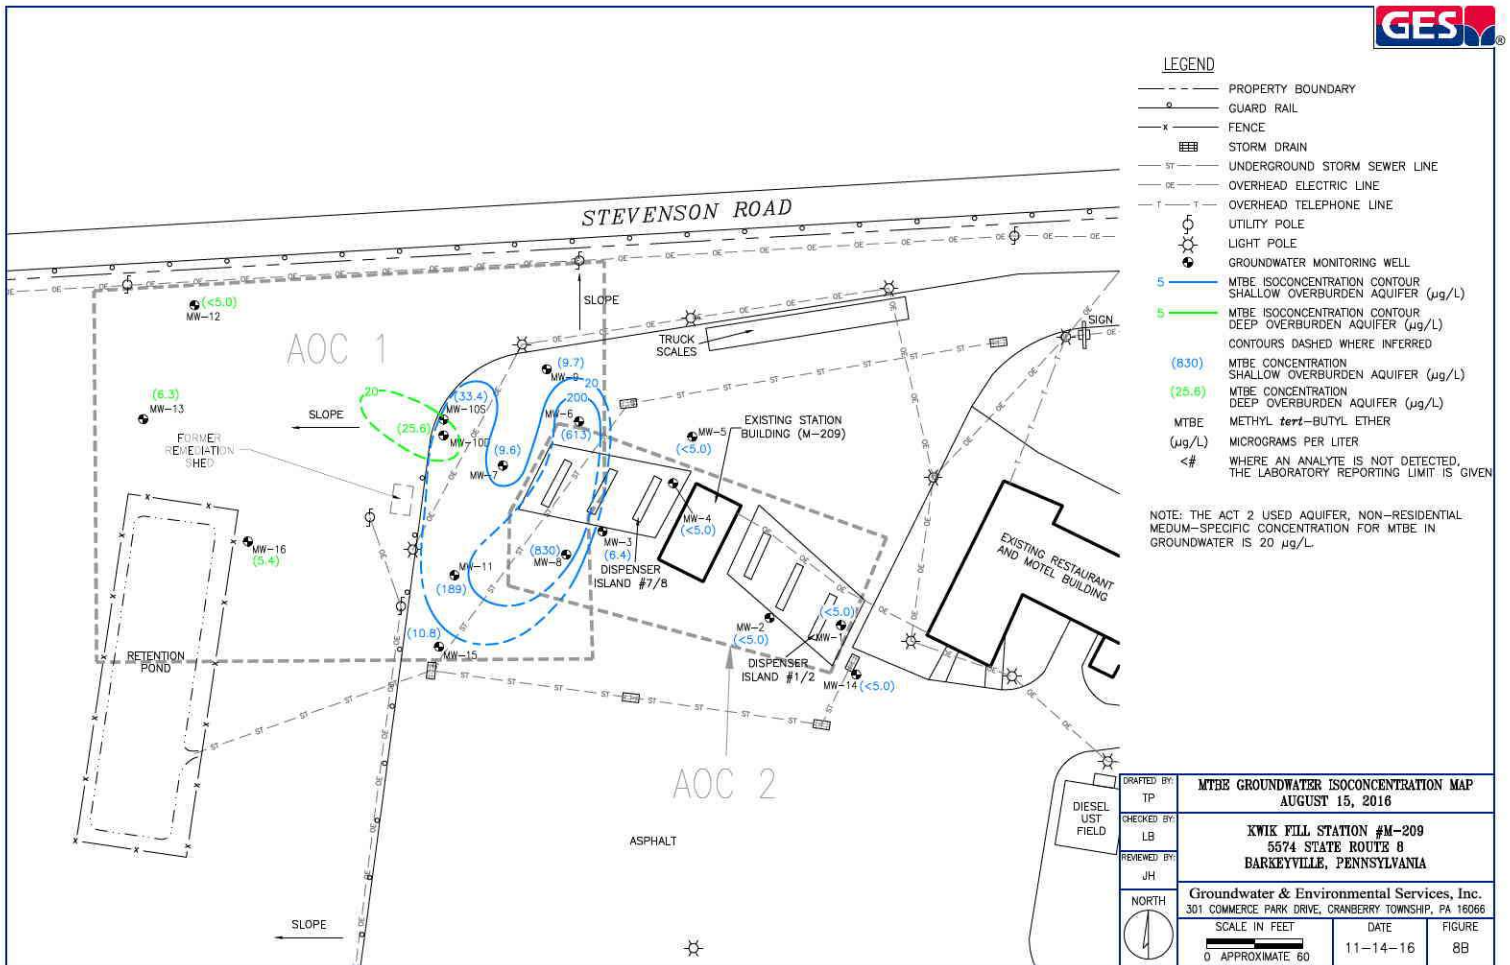 GES®
LEGEND
PROPERTY BOUNDARY
GUARD RAIL
x FENCE
STORM DRAIN
ST UNDERGROUND STORM SEWER LINE
OE OVERHEAD ELECTRIC LINE
T T OVERHEAD TELEPHONE LINE
UTILITY POLE
LIGHT POLE
GROUNDWATER MONITORING WELL
5 MTBE ISOCONCENTRATION CONTOUR
SHALLOW OVERBURDEN AQUIFER (µg/L)
5 MTBE ISOCONCENTRATION CONTOUR
DEEP OVERBURDEN AQUIFER (µg/L)
CONTOURS DASHED WHERE INFERRED
(830) MTBE CONCENTRATION
SHALLOW OVERBURDEN AQUIFER (µg/L)
(25.6) MTBE CONCENTRATION
DEEP OVERBURDEN AQUIFER (µg/L)
MTBE METHYL tert-BUTYL ETHER
(µg/L) MICROGRAMS PER LITER
<# WHERE AN ANALYTE IS NOT DETECTED,
THE LABORATORY REPORTING LIMIT IS GIVEN
NOTE: THE ACT 2 USED AQUIFER, NON-RESIDENTIAL
MEDUM-SPECIFIC CONCENTRATION FOR MTBE IN
GROUNDWATER IS 20 µg/L.
STEVENSON ROAD
(<5.0)
MW-12
SLOPE
AOC 1
TRUCK
SCALES
SIGN
(9.7)
MW-9
20
20
(33.4)
MW-10S
200
(6.3)
MW-13
SLOPE
(25.6)
MW-10D
MW-6
(613)
MW-5
(<5.0)
EXISTING STATION
BUILDING (M-209)
FORMER
REMEDIATION
SHED
(9.6)
MW-7
MW-4
(<5.0)
MW-16
(5.4)
MW-3
(6.4)
(830)
MW-8
DISPENSER
ISLAND #7/8
MW-11
(189)
EXISTING RESTAURANT
AND MOTEL BUILDING
(10.8)
MW-15
MW-2
(<5.0)
(<5.0)
MW-1
RETENTION
POND
DISPENSER
ISLAND #1/2
MW-14 (<5.0)
AOC 2
ASPHALT
DIESEL
UST
FIELD
SLOPE
DRAFTED BY:
TP
CHECKED BY:
LB
REVIEWED BY:
JH
NORTH
MTBE GROUNDWATER ISOCONCENTRATION MAP
AUGUST 15, 2016
KWIK FILL STATION #M-209
5574 STATE ROUTE 8
BARKEYVILLE, PENNSYLVANIA
Groundwater & Environmental Services, Inc.
301 COMMERCE PARK DRIVE, CRANBERRY TOWNSHIP, PA 16066
SCALE IN FEET
0 APPROXIMATE 60
DATE
11-14-16
FIGURE
8B